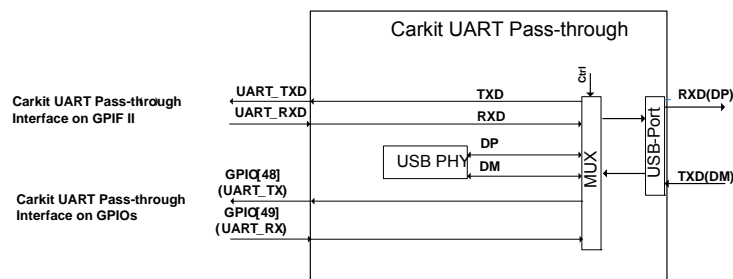 Carkit UART Pass-through
Ctrl
UART_TXD
TXD
RXD(DP)
Carkit UART Pass-through
Interface on GPIF II
UART_RXD
RXD
DP
USB PHY
DM
MUX
USB-Port
GPIO[48]
(UART_TX)
TXD(DM)
Carkit UART Pass-through
Interface on GPIOs
GPIO[49]
(UART_RX)